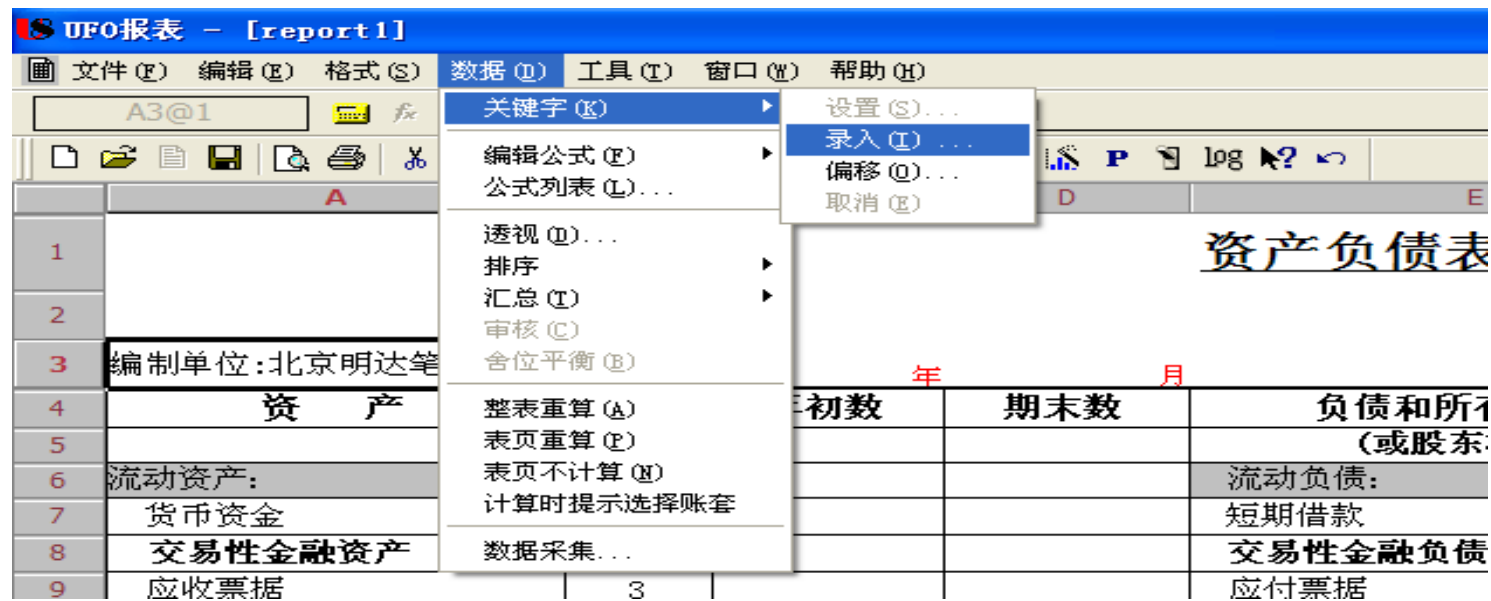 UFO报表 - [report1]
文件(F) 编辑(E) 格式(S) 数据(D) 工具(T) 窗口(W) 帮助(H)
A3@1 fx
关键字(K)
设置(S)...
录入(I)...
偏移(O)...
取消(E)
编辑公式(F)
公式列表(L)...
透视(D)...
排序
汇总(T)
审核(C)
舍位平衡(B)
整表重算(A)
表页重算(P)
表页不计算(N)
计算时提示选择账套
数据采集...
P log
A D E
1 资产负债表
2
3 编制单位:北京明达笔 年 月
4 资 产 初数 期末数 负债和所有
5 (或股东
6 流动资产: 流动负债:
7 货币资金 短期借款
8 交易性金融资产 交易性金融负债
9 应收票据 3 应付票据